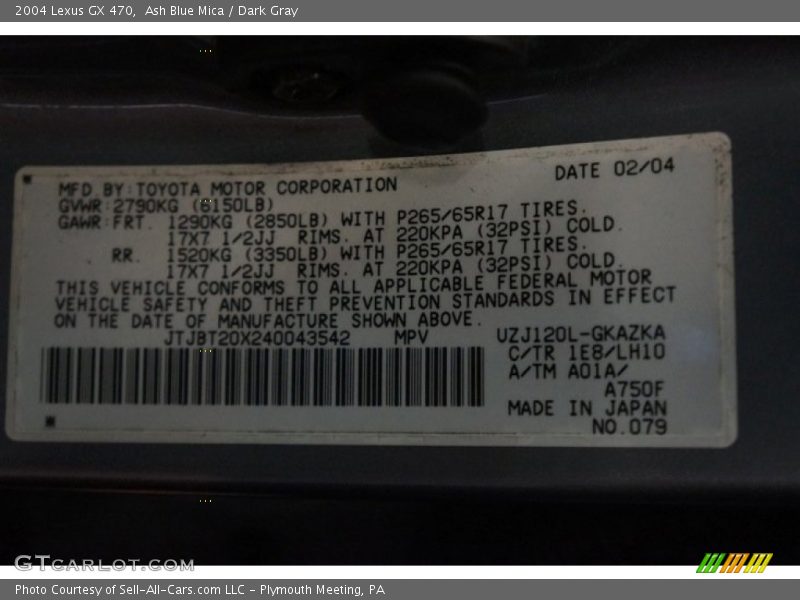 2004 Lexus GX 470, Ash Blue Mica / Dark Gray
DATE 02/04
MFD.BY:TOYOTA MOTOR CORPORATION
GVWR:2790KG (6150LB)
GAWR:FRT. 1290KG (2850LB) WITH P265/65R17 TIRES.
17X7 1/2JJ RIMS. AT 220KPA (32PSI) COLD.
RR. 1520KG (3350LB) WITH P265/65R17 TIRES.
17X7 1/2JJ RIMS. AT 220KPA (32PSI) COLD.
THIS VEHICLE CONFORMS TO ALL APPLICABLE FEDERAL MOTOR
VEHICLE SAFETY AND THEFT PREVENTION STANDARDS IN EFFECT
ON THE DATE OF MANUFACTURE SHOWN ABOVE.
JTJBT20X240043542 MPV UZJ120L-GKAZKA
C/TR 1E8/LH10
A/TM A01A/
A750F
MADE IN JAPAN
NO.079
GTCARLOT.COM
Photo Courtesy of Sell-All-Cars.com LLC - Plymouth Meeting, PA